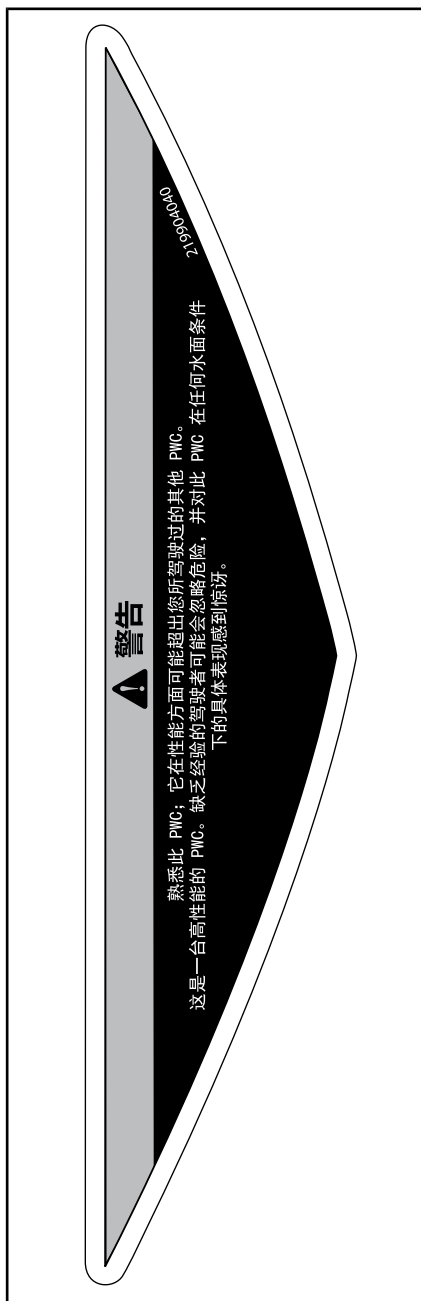 警告
熟悉此 PWC；它在性能方面可能超出您所驾驶过的其他 PWC。
这是一台高性能的 PWC。缺乏经验的驾驶者可能会忽略危险，并对此 PWC 在任何水面条件
下的具体表现感到惊讶。
219904040